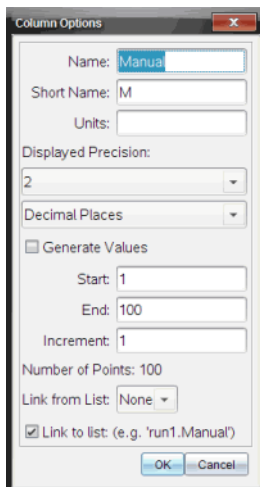 Column Options
Name: Manual
Short Name: M
Units:
Displayed Precision:
2
Decimal Places
Generate Values
Start: 1
End: 100
Increment: 1
Number of Points: 100
Link from List: None
Link to list: (e.g. 'run1.Manual')
OK Cancel